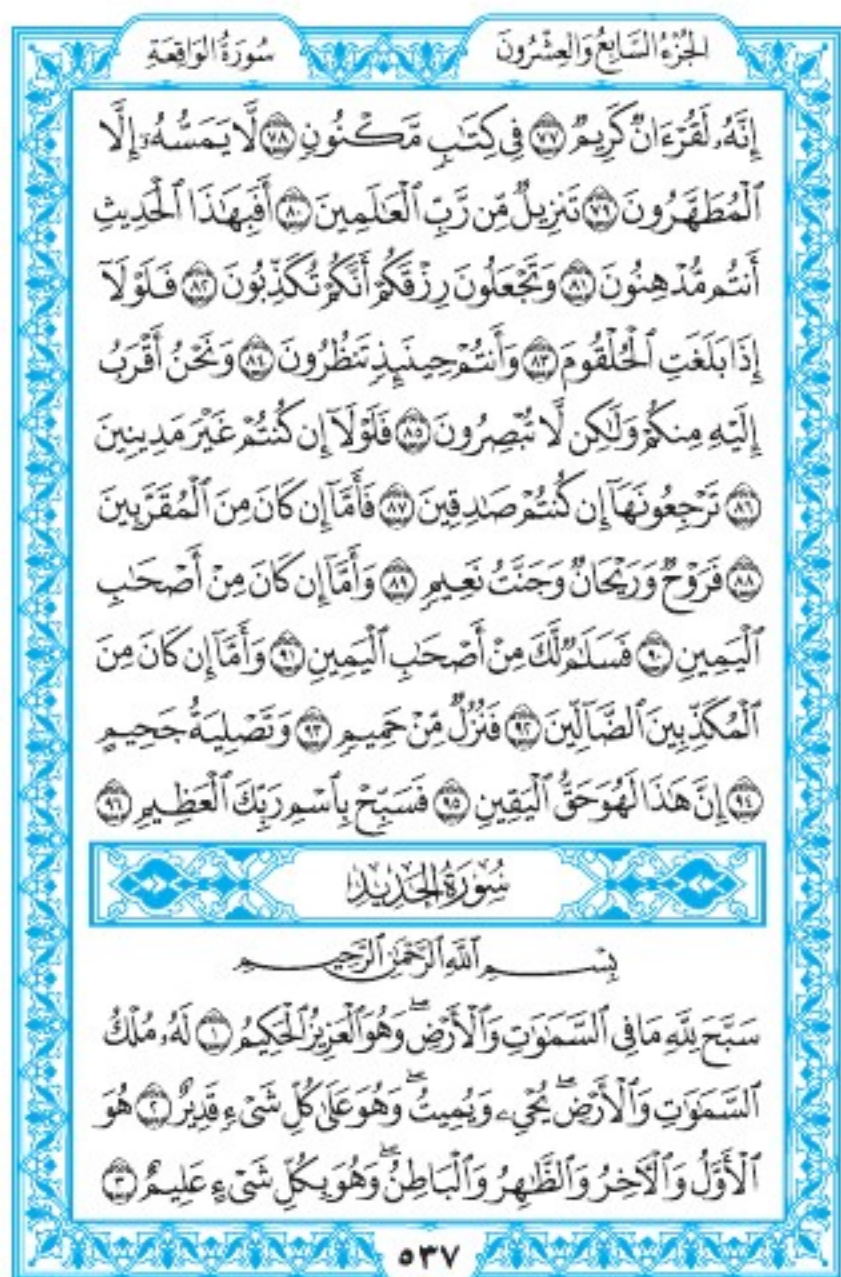 الجُزْءُ السَّابِعُ وَالعِشْرُونَ
سُورَةُ الوَاقِعَةِ
إِنَّهُۥ لَقُرْءَانٌ كَرِيمٌ ۝٧٧ فِى كِتَٰبٍ مَّكْنُونٍ ۝٧٨ لَّا يَمَسُّهُۥٓ إِلَّا
ٱلْمُطَهَّرُونَ ۝٧٩ تَنزِيلٌ مِّن رَّبِّ ٱلْعَٰلَمِينَ ۝٨٠ أَفَبِهَٰذَا ٱلْحَدِيثِ
أَنتُم مُّدْهِنُونَ ۝٨١ وَتَجْعَلُونَ رِزْقَكُمْ أَنَّكُمْ تُكَذِّبُونَ ۝٨٢ فَلَوْلَآ
إِذَا بَلَغَتِ ٱلْحُلْقُومَ ۝٨٣ وَأَنتُمْ حِينَئِذٍ تَنظُرُونَ ۝٨٤ وَنَحْنُ أَقْرَبُ
إِلَيْهِ مِنكُمْ وَلَٰكِن لَّا تُبْصِرُونَ ۝٨٥ فَلَوْلَآ إِن كُنتُمْ غَيْرَ مَدِينِينَ
۝٨٦ تَرْجِعُونَهَآ إِن كُنتُمْ صَٰدِقِينَ ۝٨٧ فَأَمَّآ إِن كَانَ مِنَ ٱلْمُقَرَّبِينَ
۝٨٨ فَرَوْحٌ وَرَيْحَانٌ وَجَنَّتُ نَعِيمٍ ۝٨٩ وَأَمَّآ إِن كَانَ مِنْ أَصْحَٰبِ
ٱلْيَمِينِ ۝٩٠ فَسَلَٰمٌ لَّكَ مِنْ أَصْحَٰبِ ٱلْيَمِينِ ۝٩١ وَأَمَّآ إِن كَانَ مِنَ
ٱلْمُكَذِّبِينَ ٱلضَّآلِّينَ ۝٩٢ فَنُزُلٌ مِّنْ حَمِيمٍ ۝٩٣ وَتَصْلِيَةُ جَحِيمٍ
۝٩٤ إِنَّ هَٰذَا لَهُوَ حَقُّ ٱلْيَقِينِ ۝٩٥ فَسَبِّحْ بِٱسْمِ رَبِّكَ ٱلْعَظِيمِ ۝٩٦
سُورَةُ الحَدِيدِ
بِسْمِ ٱللَّهِ ٱلرَّحْمَٰنِ ٱلرَّحِيمِ
سَبَّحَ لِلَّهِ مَا فِى ٱلسَّمَٰوَٰتِ وَٱلْأَرْضِۖ وَهُوَ ٱلْعَزِيزُ ٱلْحَكِيمُ ۝١ لَهُۥ مُلْكُ
ٱلسَّمَٰوَٰتِ وَٱلْأَرْضِۖ يُحْىِۦ وَيُمِيتُۖ وَهُوَ عَلَىٰ كُلِّ شَىْءٍ قَدِيرٌ ۝٢ هُوَ
ٱلْأَوَّلُ وَٱلْءَاخِرُ وَٱلظَّٰهِرُ وَٱلْبَاطِنُۖ وَهُوَ بِكُلِّ شَىْءٍ عَلِيمٌ ۝٣
٥٣٧